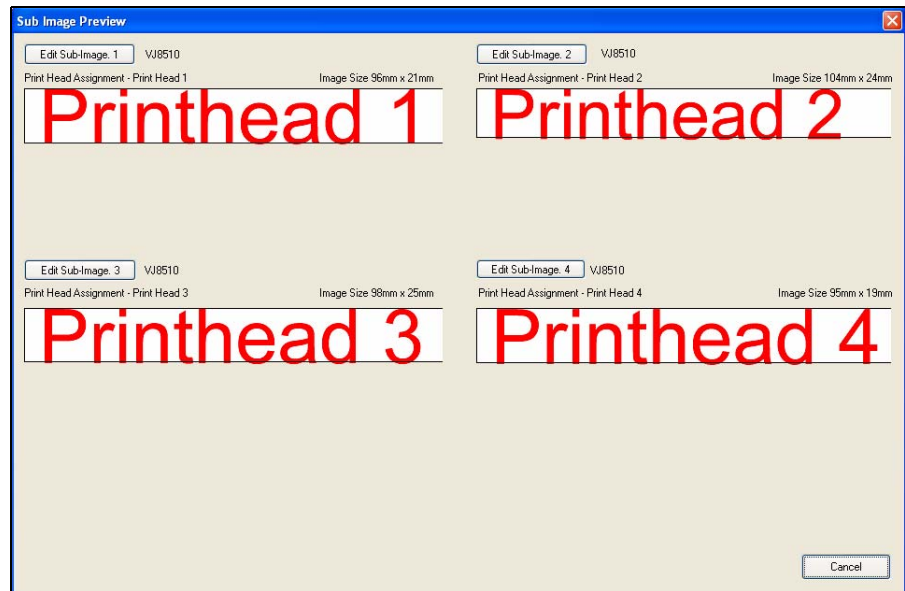 Sub Image Preview
Edit Sub-Image. 1 VJ8510
Print Head Assignment - Print Head 1 Image Size 96mm x 21mm
Printhead 1
Edit Sub-Image. 2 VJ8510
Print Head Assignment - Print Head 2 Image Size 104mm x 24mm
Printhead 2
Edit Sub-Image. 3 VJ8510
Print Head Assignment - Print Head 3 Image Size 98mm x 25mm
Printhead 3
Edit Sub-Image. 4 VJ8510
Print Head Assignment - Print Head 4 Image Size 95mm x 19mm
Printhead 4
Cancel